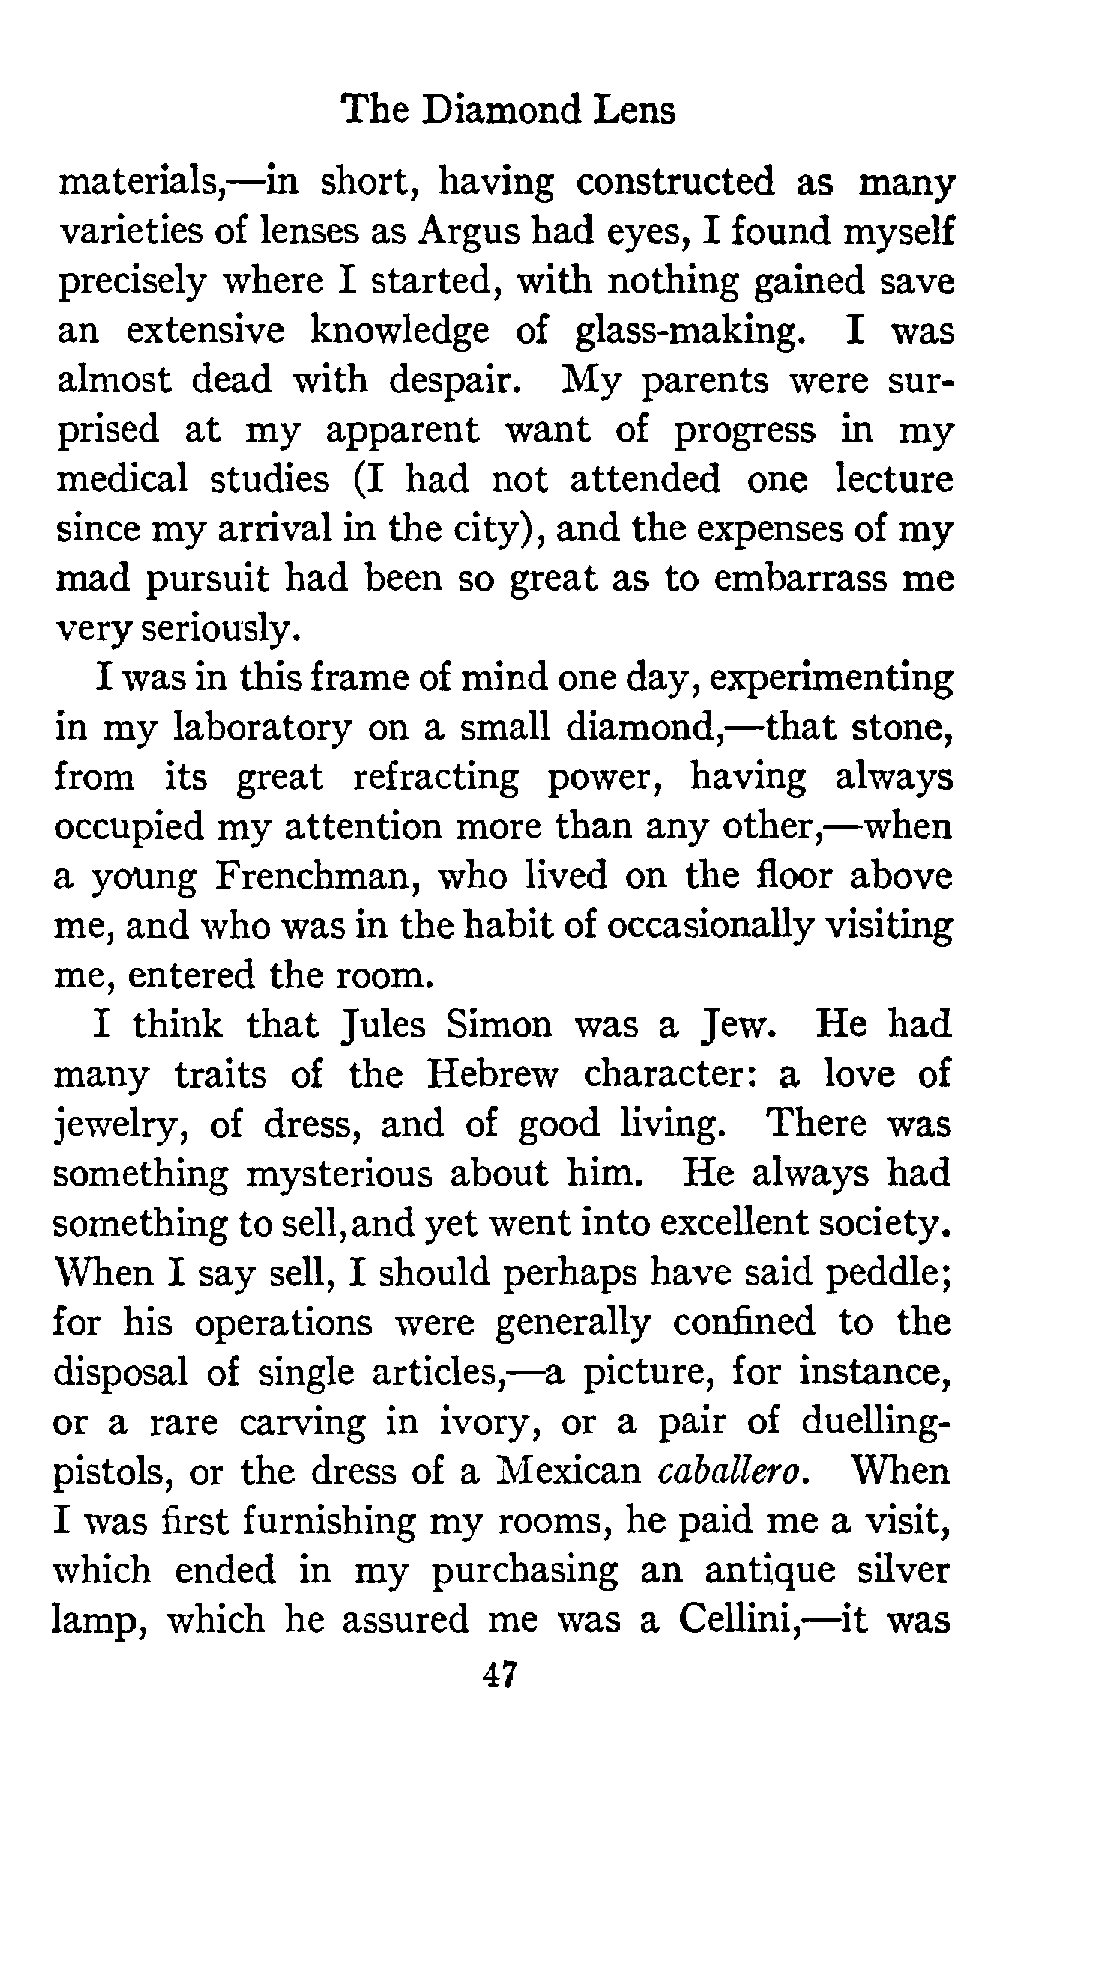 The Diamond Lens
materials,—in short, having constructed as many
varieties of lenses as Argus had eyes, I found myself
precisely where I started, with nothing gained save
an extensive knowledge of glass-making. I was
almost dead with despair. My parents were sur-
prised at my apparent want of progress in my
medical studies (I had not attended one lecture
since my arrival in the city), and the expenses of my
mad pursuit had been so great as to embarrass me
very seriously.
I was in this frame of mind one day, experimenting
in my laboratory on a small diamond,—that stone,
from its great refracting power, having always
occupied my attention more than any other,—when
a young Frenchman, who lived on the floor above
me, and who was in the habit of occasionally visiting
me, entered the room.
I think that Jules Simon was a Jew. He had
many traits of the Hebrew character: a love of
jewelry, of dress, and of good living. There was
something mysterious about him. He always had
something to sell, and yet went into excellent society.
When I say sell, I should perhaps have said peddle;
for his operations were generally confined to the
disposal of single articles,—a picture, for instance,
or a rare carving in ivory, or a pair of duelling-
pistols, or the dress of a Mexican caballero. When
I was first furnishing my rooms, he paid me a visit,
which ended in my purchasing an antique silver
lamp, which he assured me was a Cellini,—it was
47